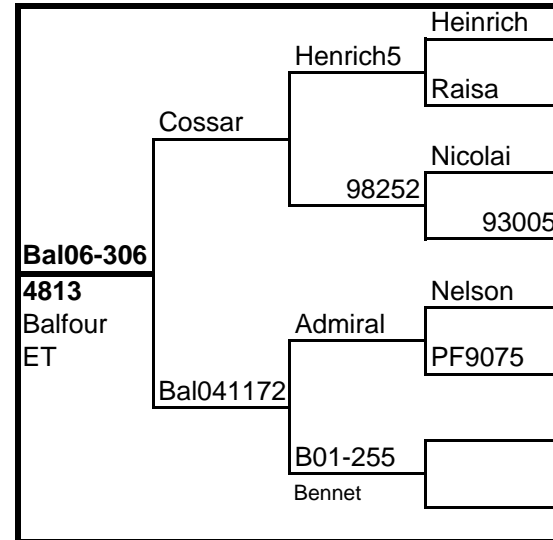 Heinrich
Henrich5
Raisa
Cossar
Nicolai
98252
93005
Bal06-306
4813
Nelson
Balfour
Admiral
ET
PF9075
Bal041172
B01-255
Bennet